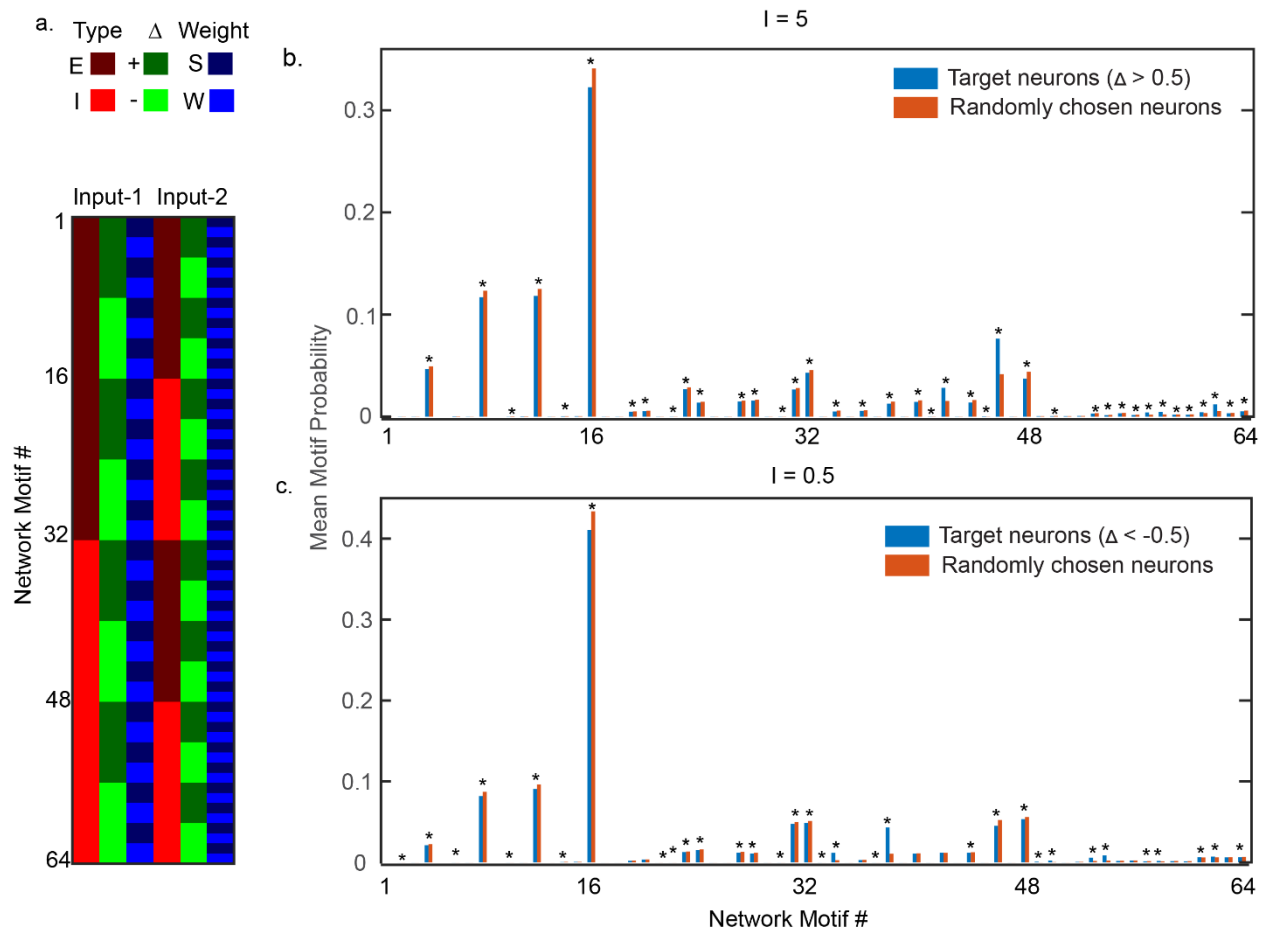 a.
Type Δ Weight
E + S
I - W
Input-1 Input-2
1
16
32
48
64
Network Motif #
b.
I = 5
Target neurons (Δ > 0.5)
Randomly chosen neurons
0.3
0.2
0.1
0
1 16 32 48 64
Mean Motif Probability
c.
I = 0.5
Target neurons (Δ < -0.5)
Randomly chosen neurons
0.4
0.3
0.2
0.1
0
1 16 32 48 64
Network Motif #